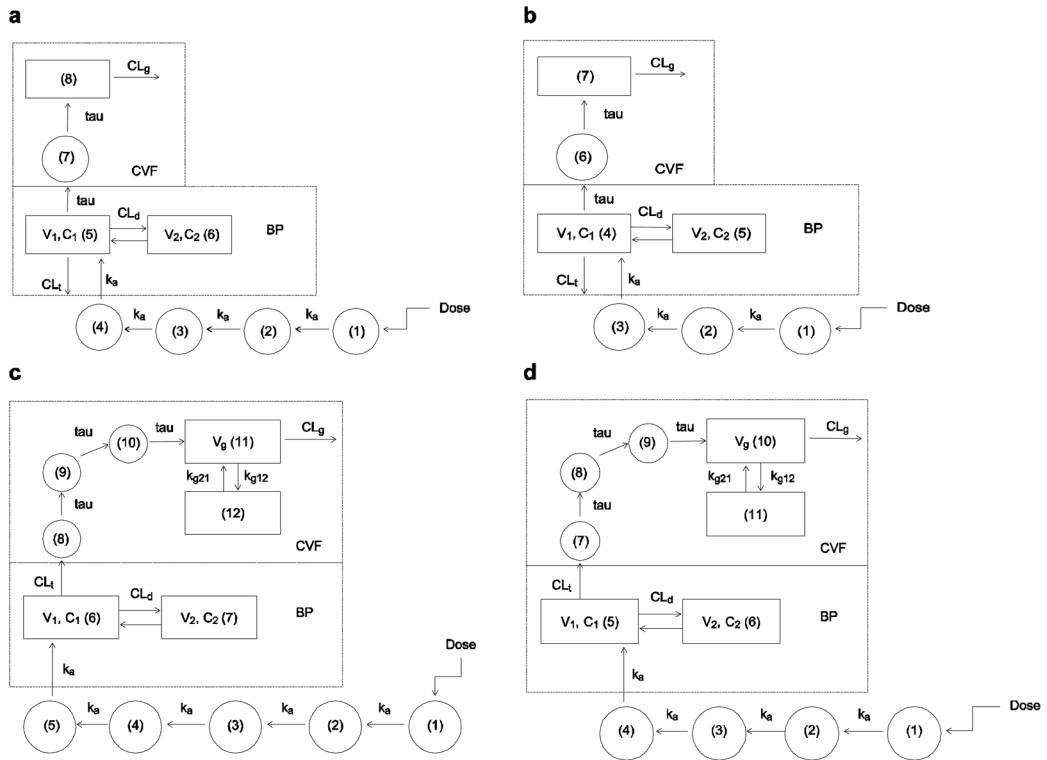 a
(8) CLg
tau
(7)
CVF
tau
V1, C1 (5) CLd V2, C2 (6) BP
CLt ka
(4) ka (3) ka (2) ka (1) Dose
b
(7) CLg
tau
(6)
CVF
tau
V1, C1 (4) CLd V2, C2 (5) BP
CLt ka
(3) ka (2) ka (1) Dose
c
tau (10) tau Vg (11) CLg
(9) kg21 kg12
tau (12)
(8) CVF
CLt
V1, C1 (6) CLd V2, C2 (7) BP
ka Dose
(5) ka (4) ka (3) ka (2) ka (1)
d
tau (9) tau Vg (10) CLg
(8) kg21 kg12
tau (11)
(7) CVF
CLt
V1, C1 (5) CLd V2, C2 (6) BP
ka
(4) ka (3) ka (2) ka (1) Dose